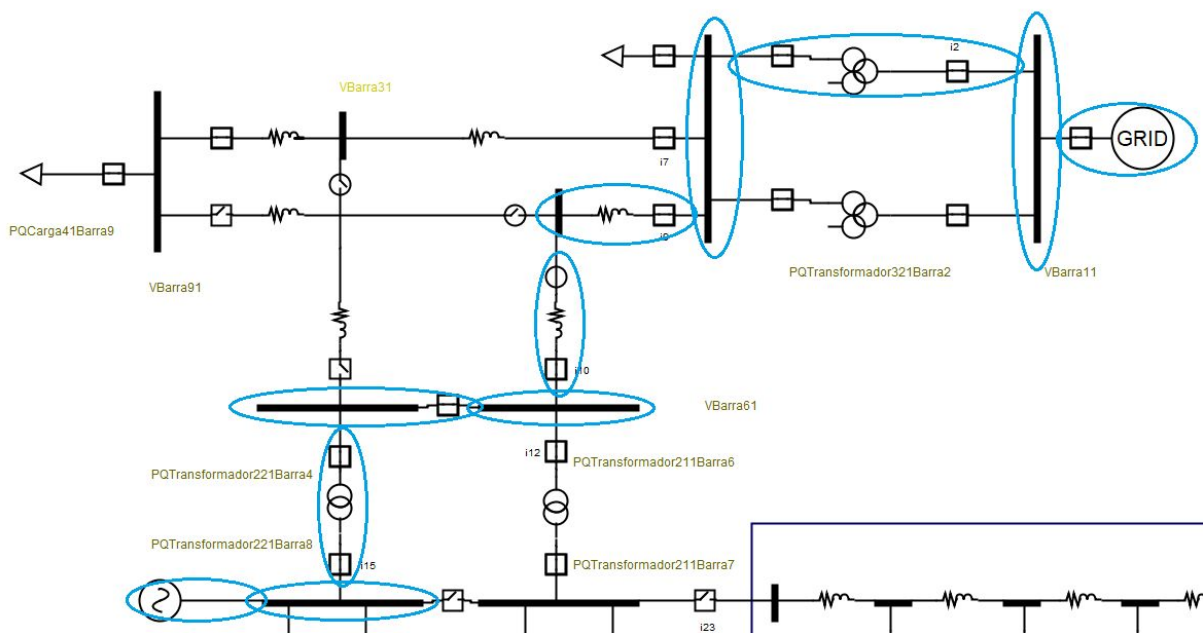 i2
VBarra31
GRID
i7
PQCarga41Barra9
i9
VBarra91
PQTransformador321Barra2
VBarra11
i10
VBarra61
i12
PQTransformador221Barra4
PQTransformador211Barra6
PQTransformador221Barra8
i15
PQTransformador211Barra7
i23